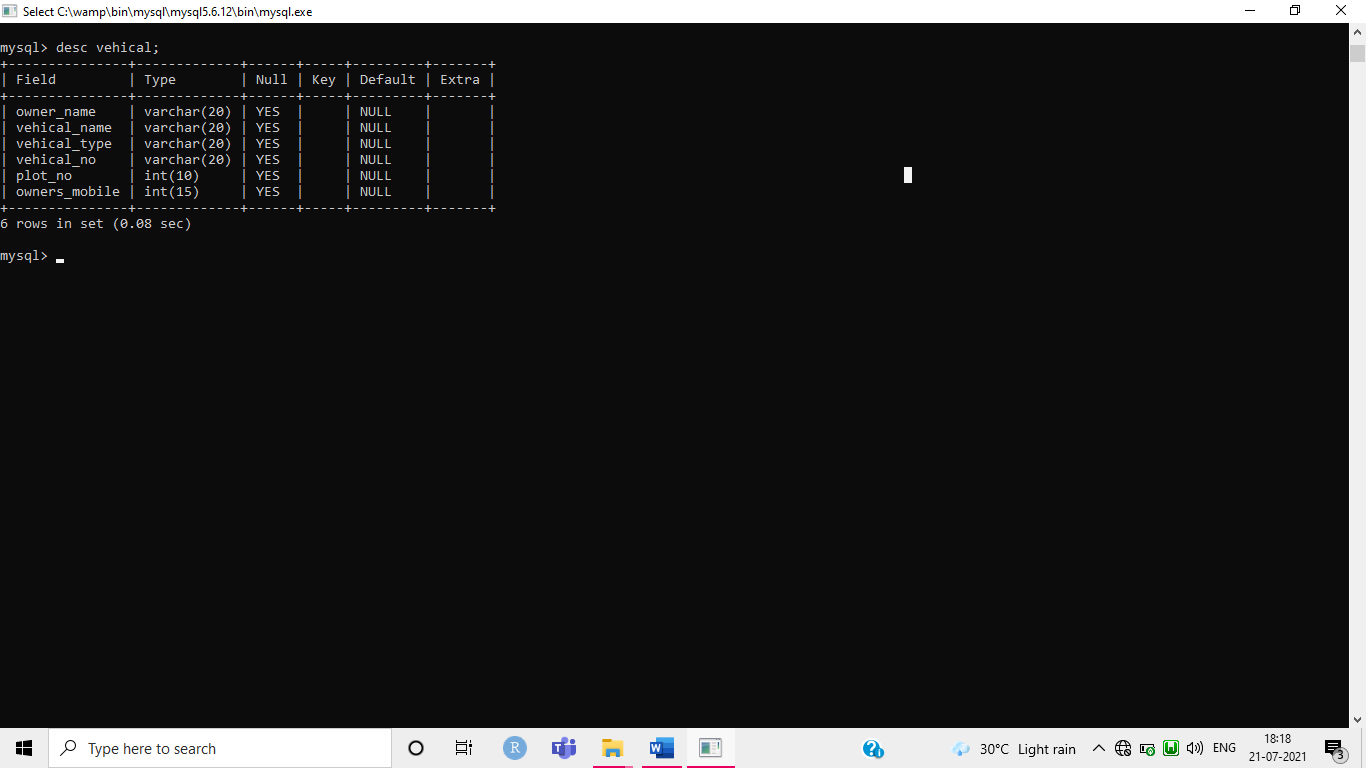 Select C:\wamp\bin\mysql\mysql5.6.12\bin\mysql.exe
mysql> desc vehical;
+---------------+-------------+------+-----+---------+-------+
| Field         | Type        | Null | Key | Default | Extra |
+---------------+-------------+------+-----+---------+-------+
| owner_name    | varchar(20) | YES  |     | NULL    |       |
| vehical_name  | varchar(20) | YES  |     | NULL    |       |
| vehical_type  | varchar(20) | YES  |     | NULL    |       |
| vehical_no    | varchar(20) | YES  |     | NULL    |       |
| plot_no       | int(10)     | YES  |     | NULL    |       |
| owners_mobile | int(15)     | YES  |     | NULL    |       |
+---------------+-------------+------+-----+---------+-------+
6 rows in set (0.08 sec)
mysql>
Type here to search
R
T
W
?
30°C Light rain
ENG
18:18
21-07-2021
3